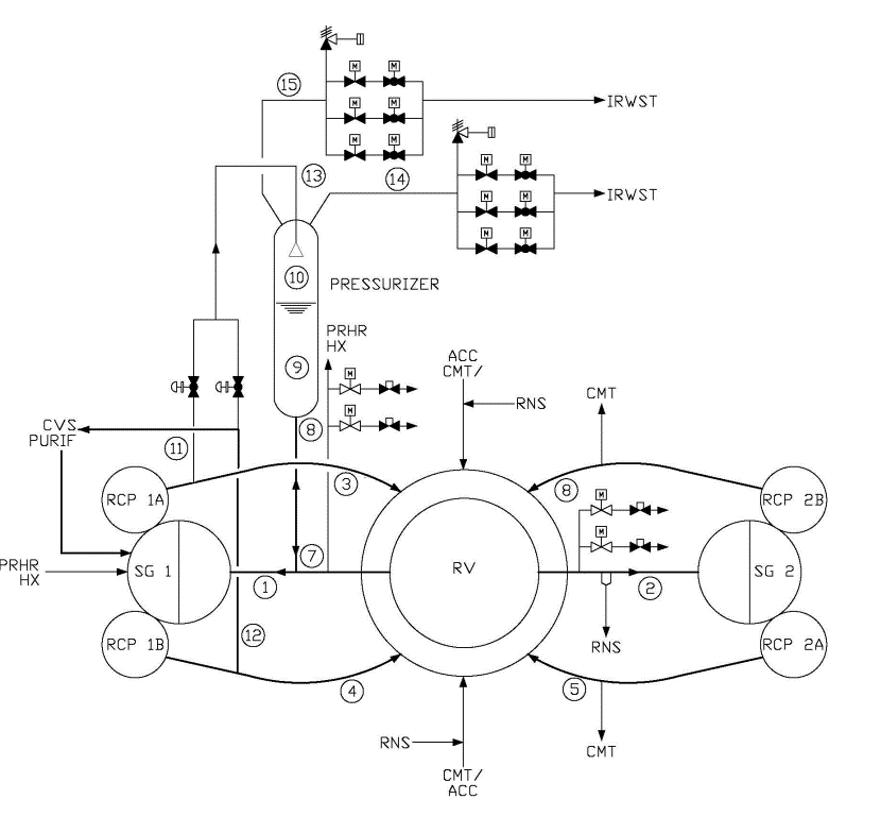 M M
15
M M
IRWST
M M
13
14
M M
IRWST
M M
M M
10
PRESSURIZER
PRHR
HX
ACC
CMT/
9
M
RNS
CMT
8
M
CVS
PURIF
11
3
8
RCP 1A
RCP 2B
M
M
7
PRHR
HX
SG 1
RV
SG 2
1
2
12
RCP 1B
RNS
RCP 2A
4
5
RNS
CMT
CMT/
ACC